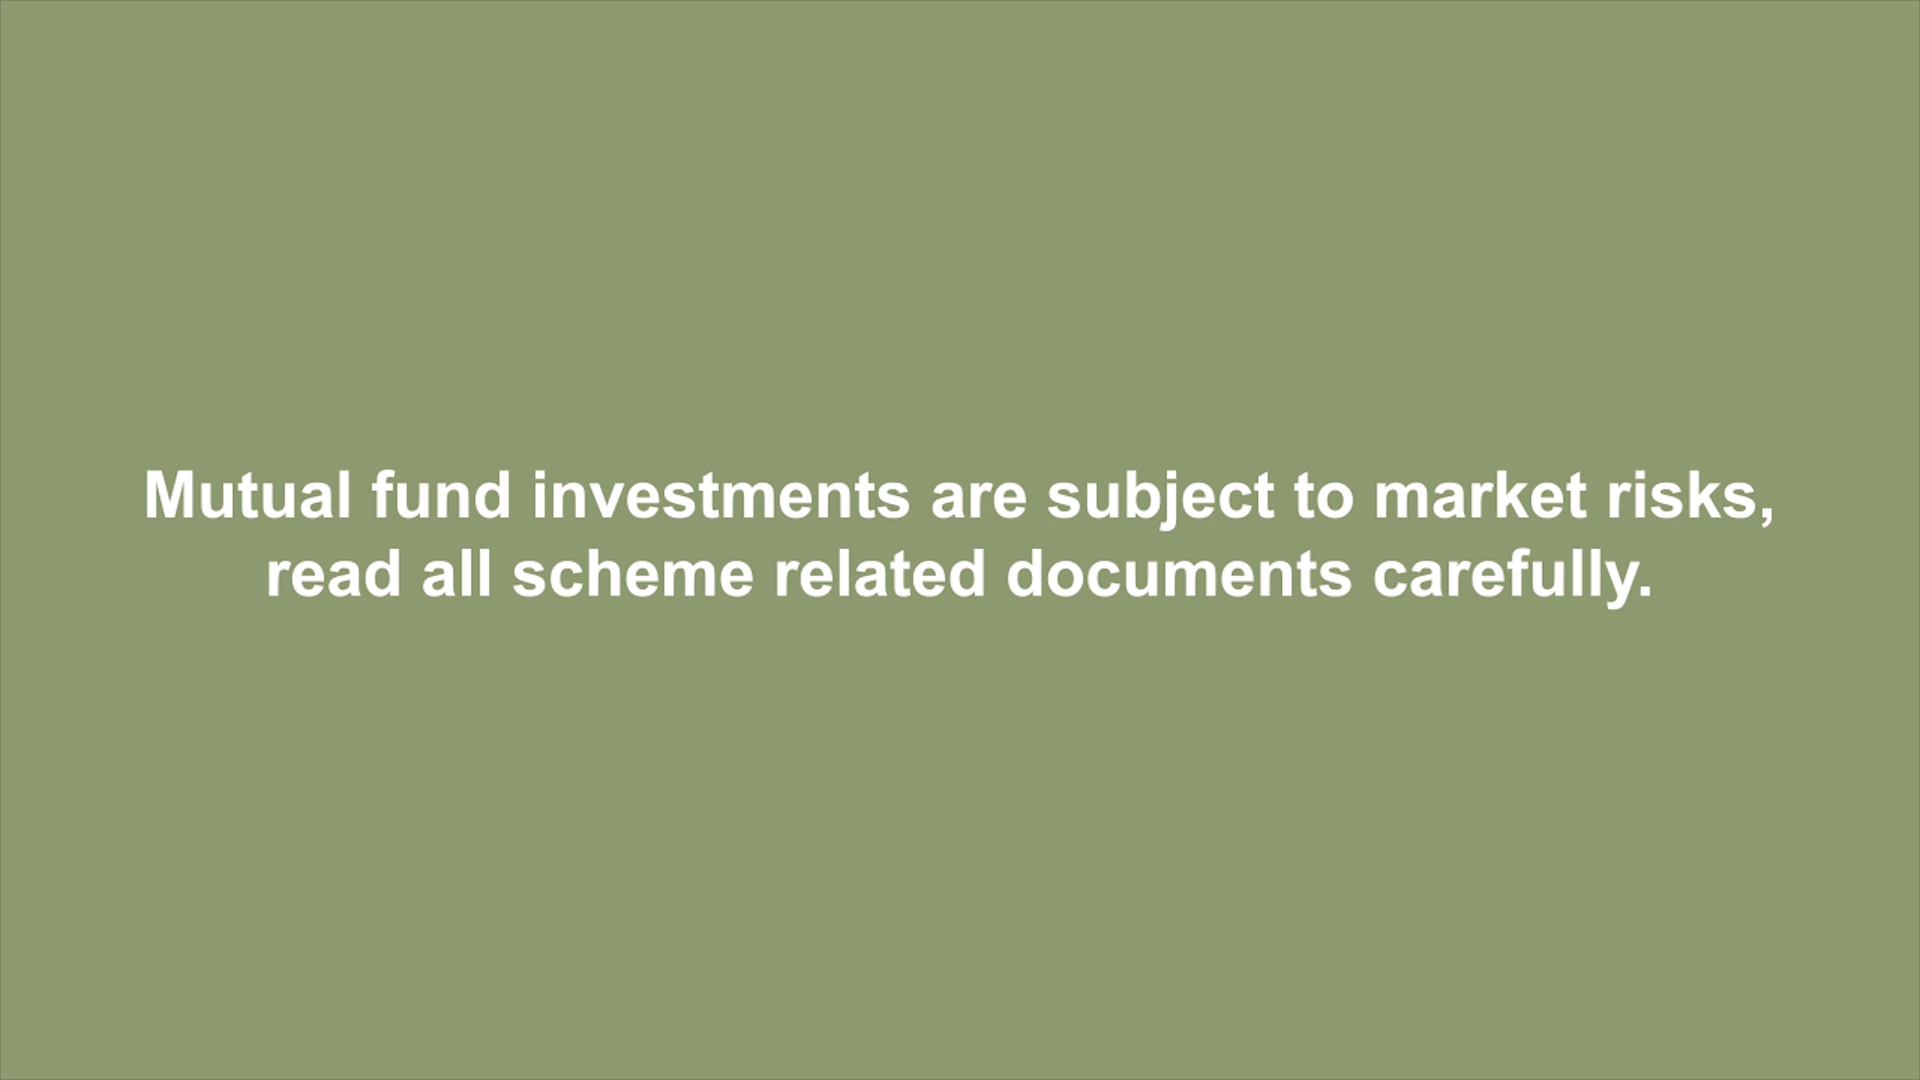 Mutual fund investments are subject to market risks,
read all scheme related documents carefully.